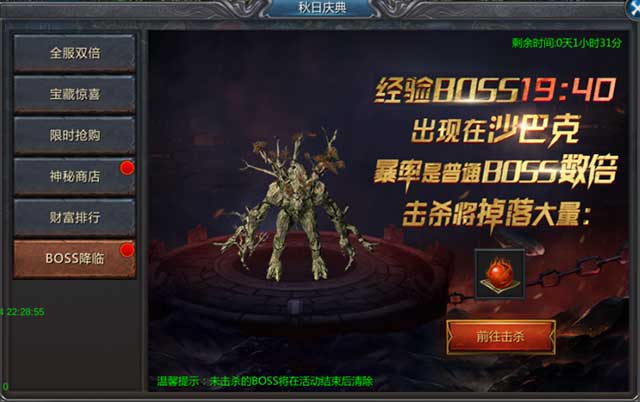 秋日庆典
剩余时间:0天1小时31分
全服双倍
宝藏惊喜
限时抢购
神秘商店
财富排行
BOSS降临
经验BOSS19:40
出现在沙巴克
暴率是普通BOSS数倍
击杀将掉落大量:
前往击杀
4 22:28:55
温馨提示：未击杀的BOSS将在活动结束后清除
0